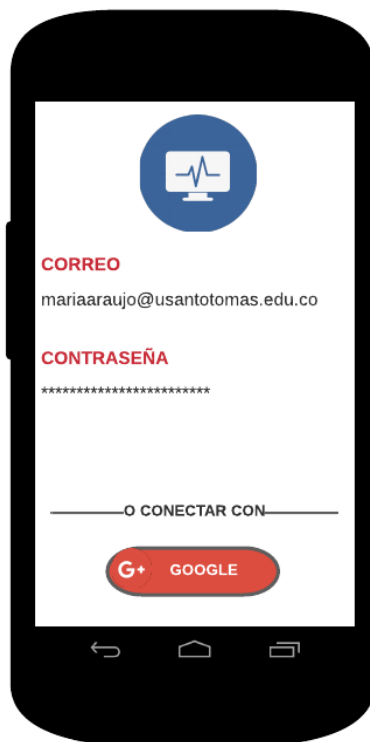 CORREO
mariaaraujo@usantotomas.edu.co
CONTRASEÑA
************************
O CONECTAR CON
G+ GOOGLE